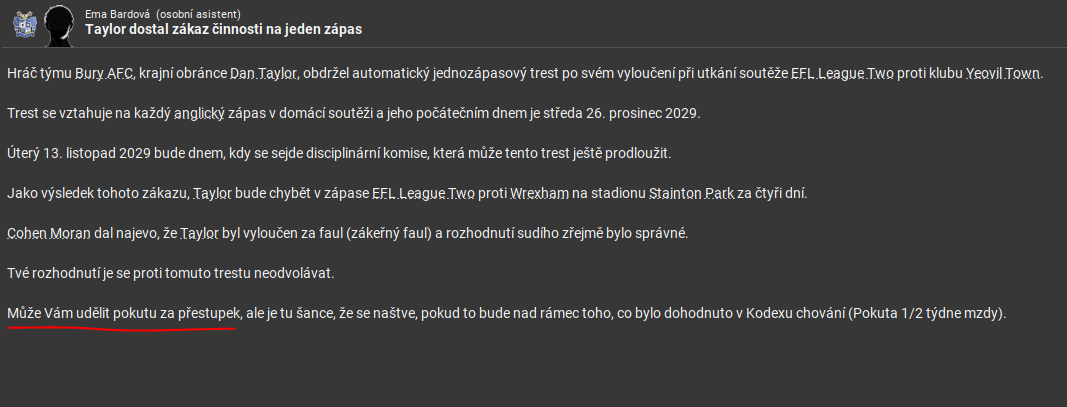 Ema Bardová (osobní asistent)
Taylor dostal zákaz činnosti na jeden zápas
Hráč týmu Bury AFC, krajní obránce Dan Taylor, obdržel automatický jednozápasový trest po svém vyloučení při utkání soutěže EFL League Two proti klubu Yeovil Town.
Trest se vztahuje na každý anglický zápas v domácí soutěži a jeho počátečním dnem je středa 26. prosinec 2029.
Úterý 13. listopad 2029 bude dnem, kdy se sejde disciplinární komise, která může tento trest ještě prodloužit.
Jako výsledek tohoto zákazu, Taylor bude chybět v zápase EFL League Two proti Wrexham na stadionu Stainton Park za čtyři dní.
Cohen Moran dal najevo, že Taylor byl vyloučen za faul (zákeřný faul) a rozhodnutí sudího zřejmě bylo správné.
Tvé rozhodnutí je se proti tomuto trestu neodvolávat.
Může Vám udělit pokutu za přestupek, ale je tu šance, že se naštve, pokud to bude nad rámec toho, co bylo dohodnuto v Kodexu chování (Pokuta 1/2 týdne mzdy).